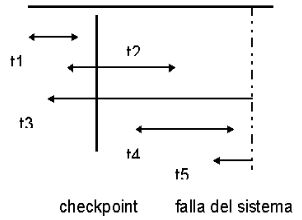 t1
t2
t3
t4
t5
checkpoint
falla del sistema